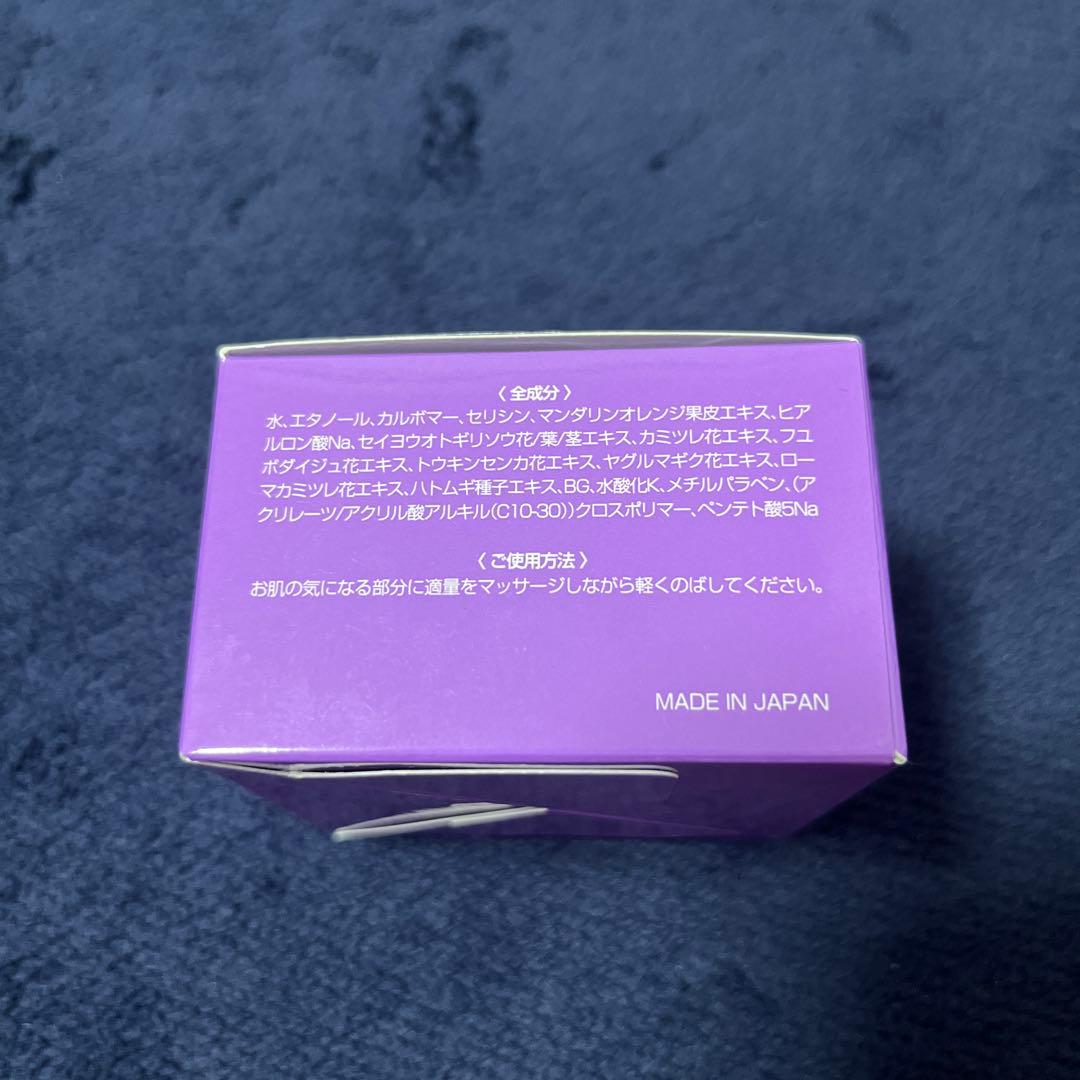 〈 全成分 〉
水、エタノール、カルボマー、セリシン、マンダリンオレンジ果皮エキス、ヒア
ルロン酸Na、セイヨウオトギリソウ花/葉/茎エキス、カミツレ花エキス、フユ
ボダイジュ花エキス、トウキンセンカ花エキス、ヤグルマギク花エキス、ロー
マカミツレ花エキス、ハトムギ種子エキス、BG、水酸化K、メチルパラベン、（ア
クリレーツ/アクリル酸アルキル（C10-30））クロスポリマー、ペンテト酸5Na
〈 ご使用方法 〉
お肌の気になる部分に適量をマッサージしながら軽くのばしてください。
MADE IN JAPAN